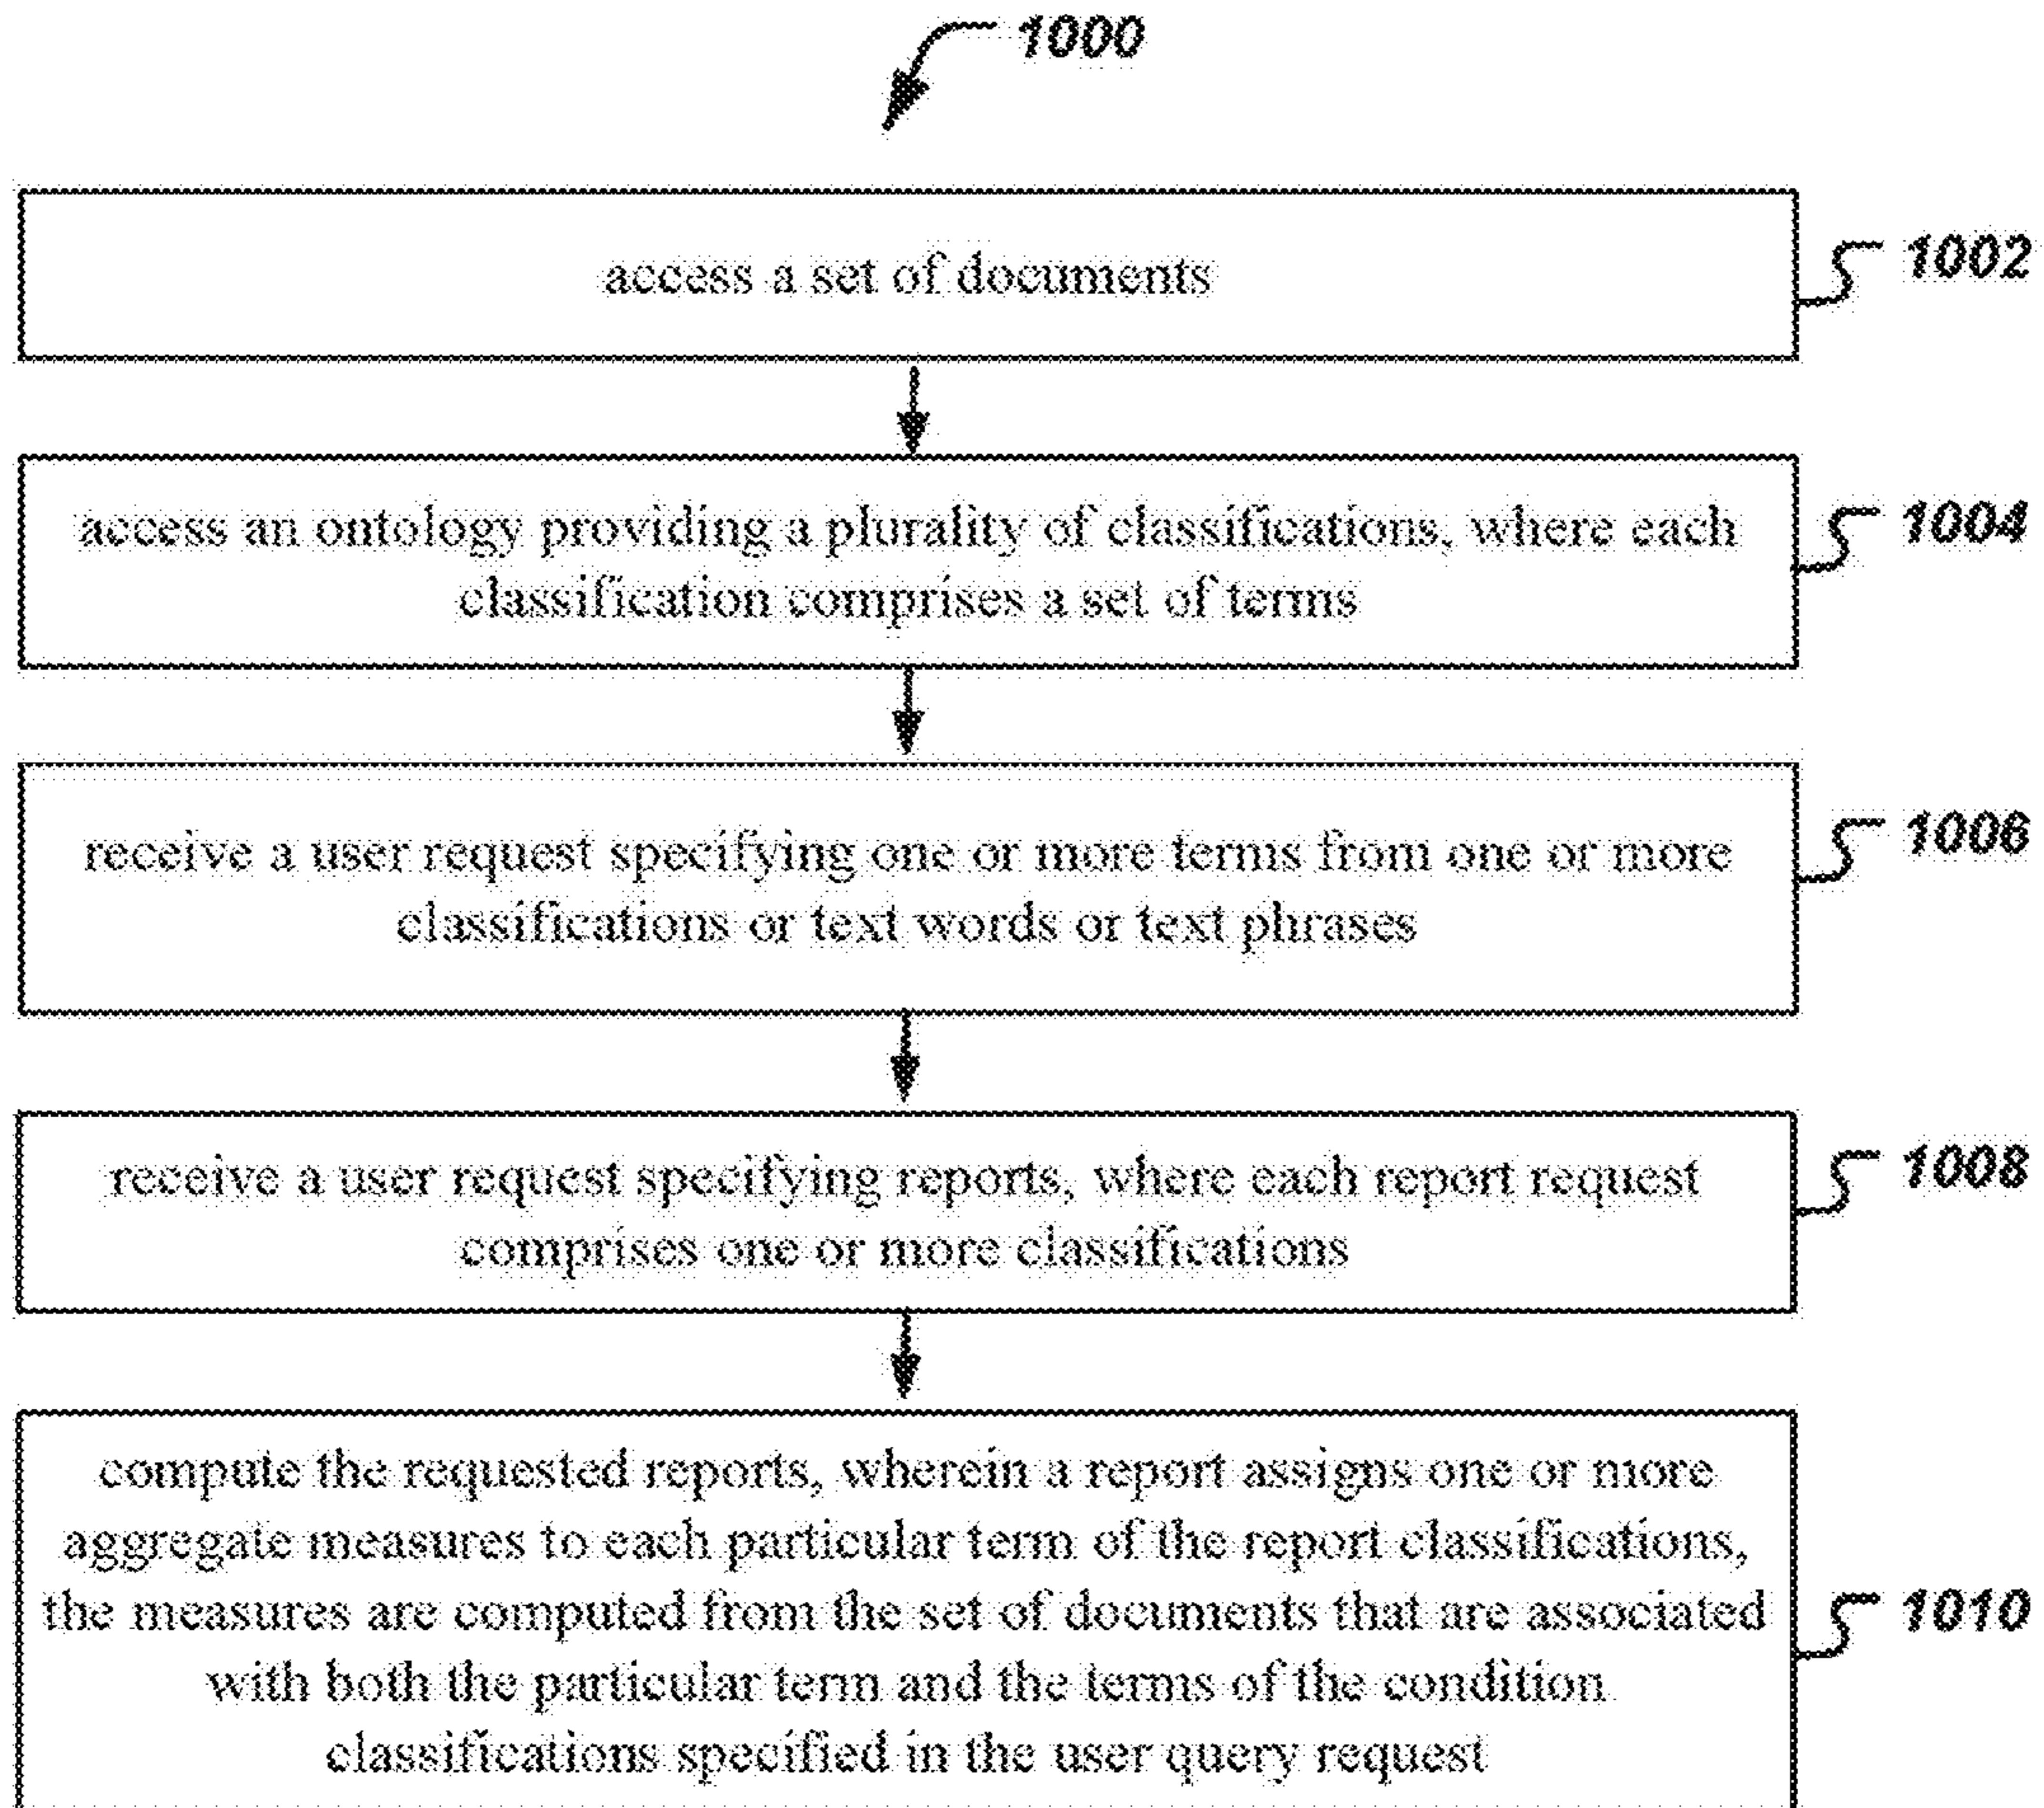 1000
access a set of documents
1002
access an ontology providing a plurality of classifications, where each
classification comprises a set of terms
1004
receive a user request specifying one or more terms from one or more
classifications or text words or text phrases
1006
receive a user request specifying reports, where each report request
comprises one or more classifications
1008
compute the requested reports, wherein a report assigns one or more
aggregate measures to each particular term of the report classifications,
the measures are computed from the set of documents that are associated
with both the particular term and the terms of the condition
classifications specified in the user query request
1010